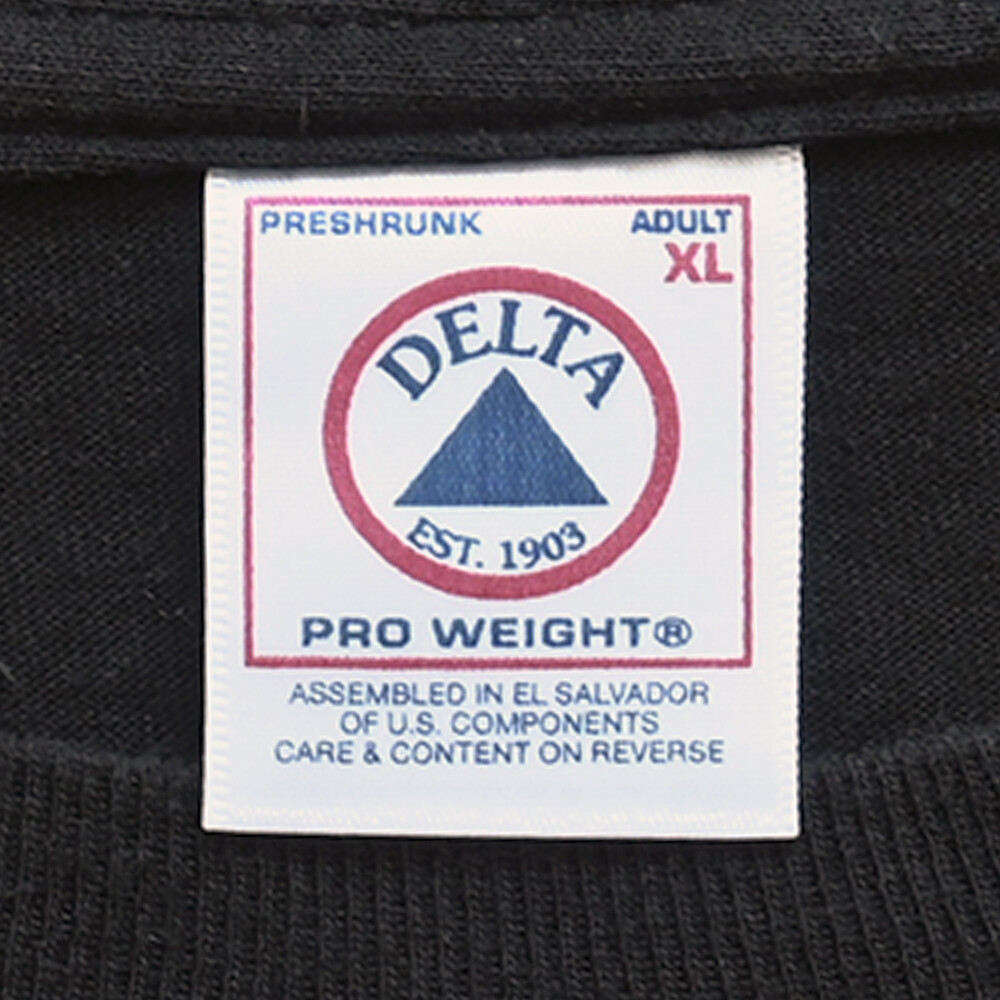 PRESHRUNK
ADULT
XL
DELTA
EST. 1903
PRO WEIGHT®
ASSEMBLED IN EL SALVADOR
OF U.S. COMPONENTS
CARE & CONTENT ON REVERSE